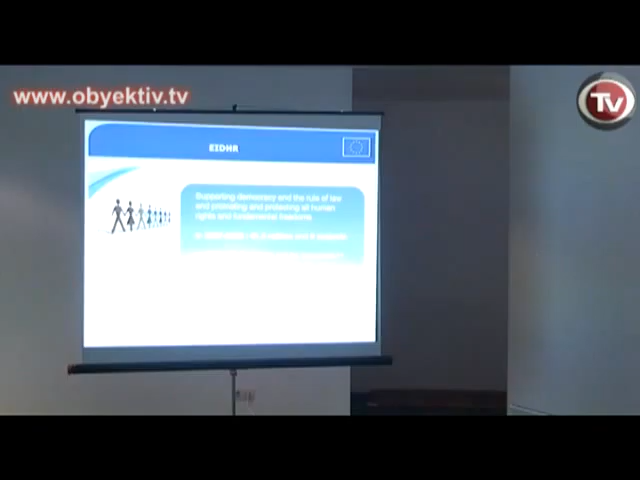 www.obyektiv.tv
TV
EIDHR
Supporting democracy and the rule of law
and promoting and protecting all human
rights and fundamental freedoms